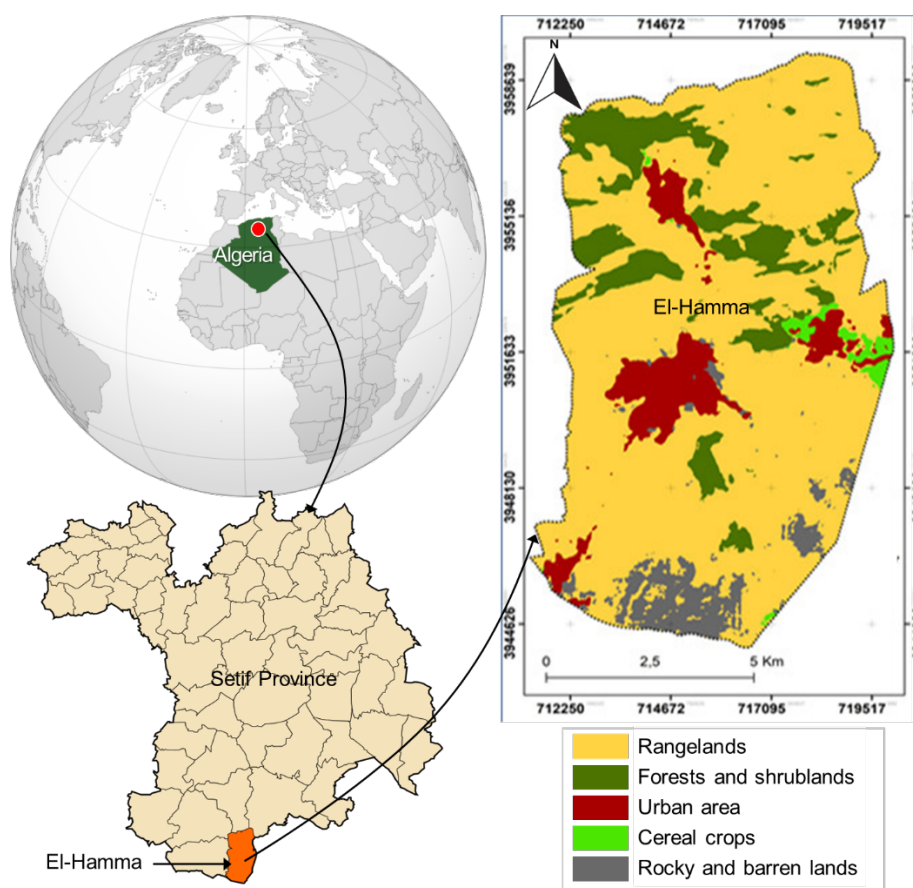 Algeria
Setif Province
El-Hamma
712250 714672 717095 719517
N
3958639
3955136
3951633
3948130
3944626
El-Hamma
0 2,5 5 Km
712250 714672 717095 719517
Rangelands
Forests and shrublands
Urban area
Cereal crops
Rocky and barren lands